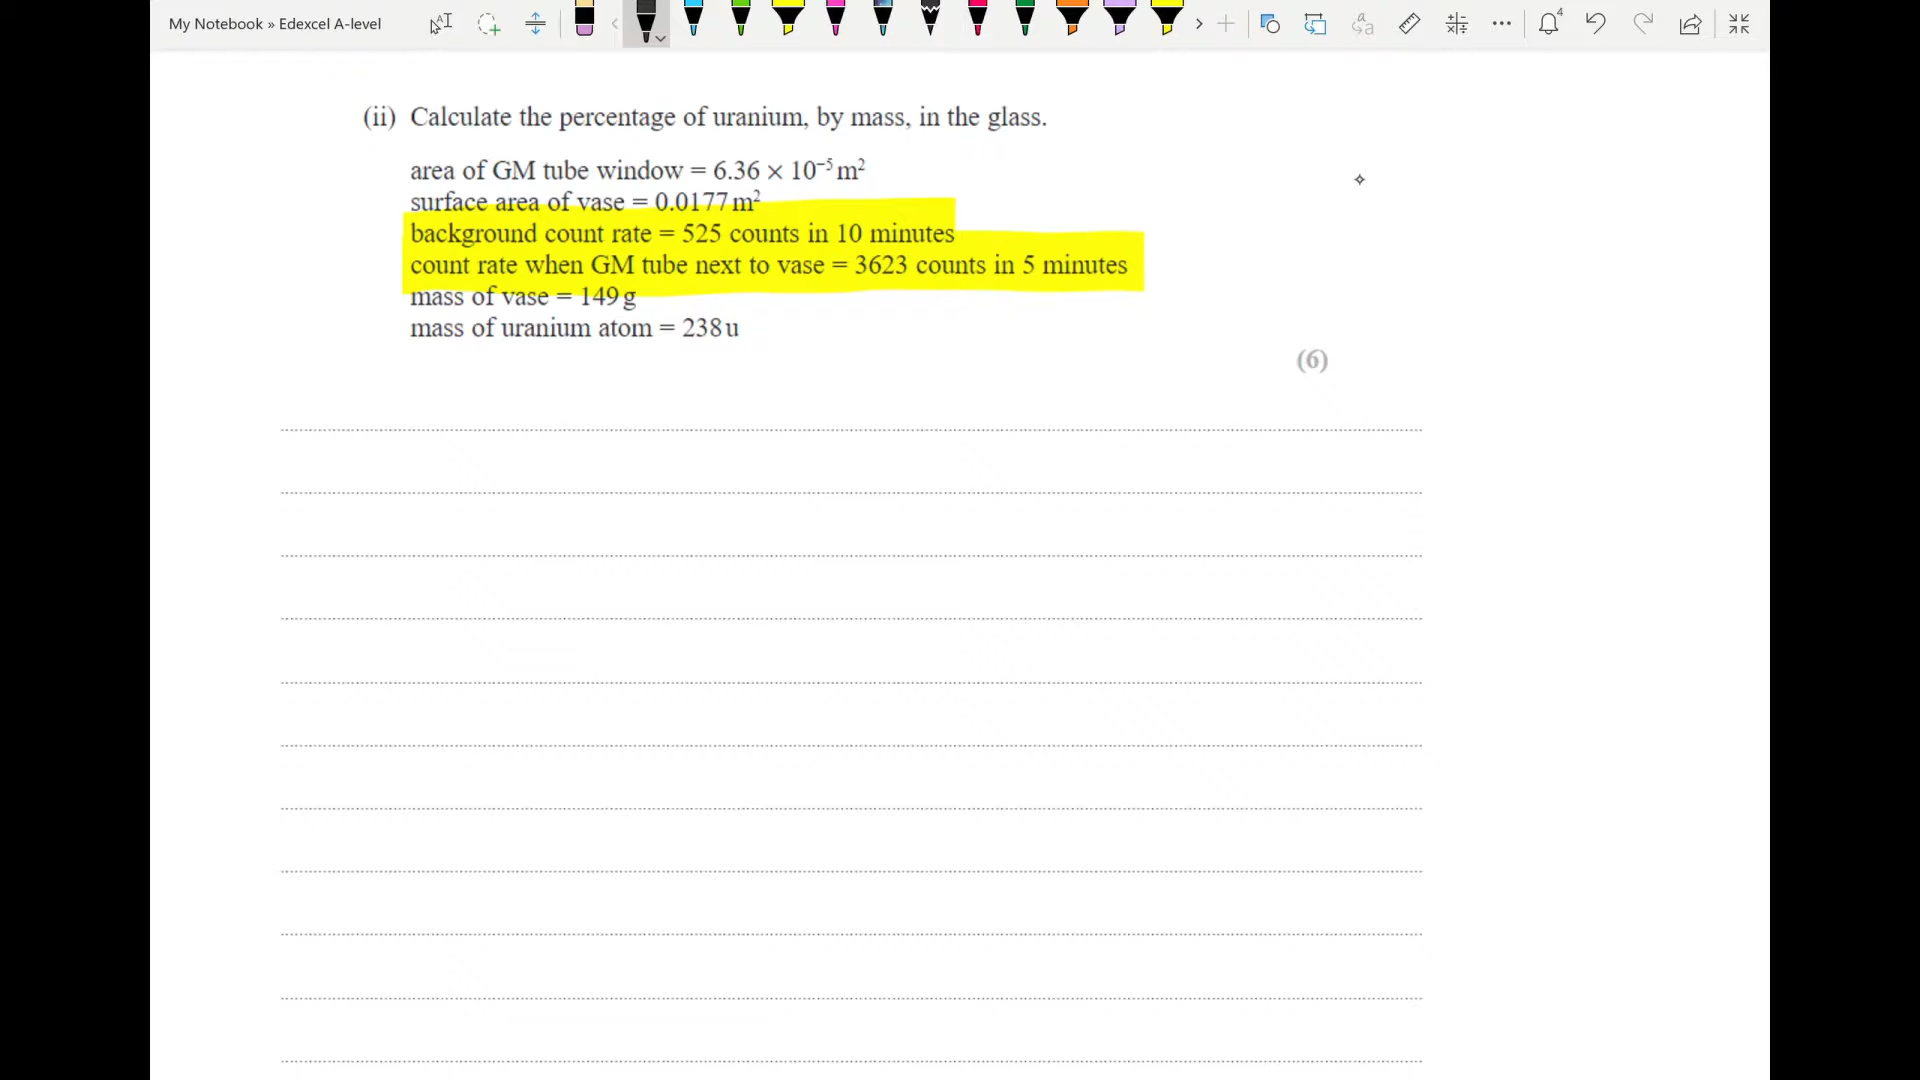 My Notebook » Edexcel A-level
4
(ii) Calculate the percentage of uranium, by mass, in the glass.
area of GM tube window = 6.36 × 10⁻⁵ m²
surface area of vase = 0.0177 m²
background count rate = 525 counts in 10 minutes
count rate when GM tube next to vase = 3623 counts in 5 minutes
mass of vase = 149 g
mass of uranium atom = 238 u
(6)